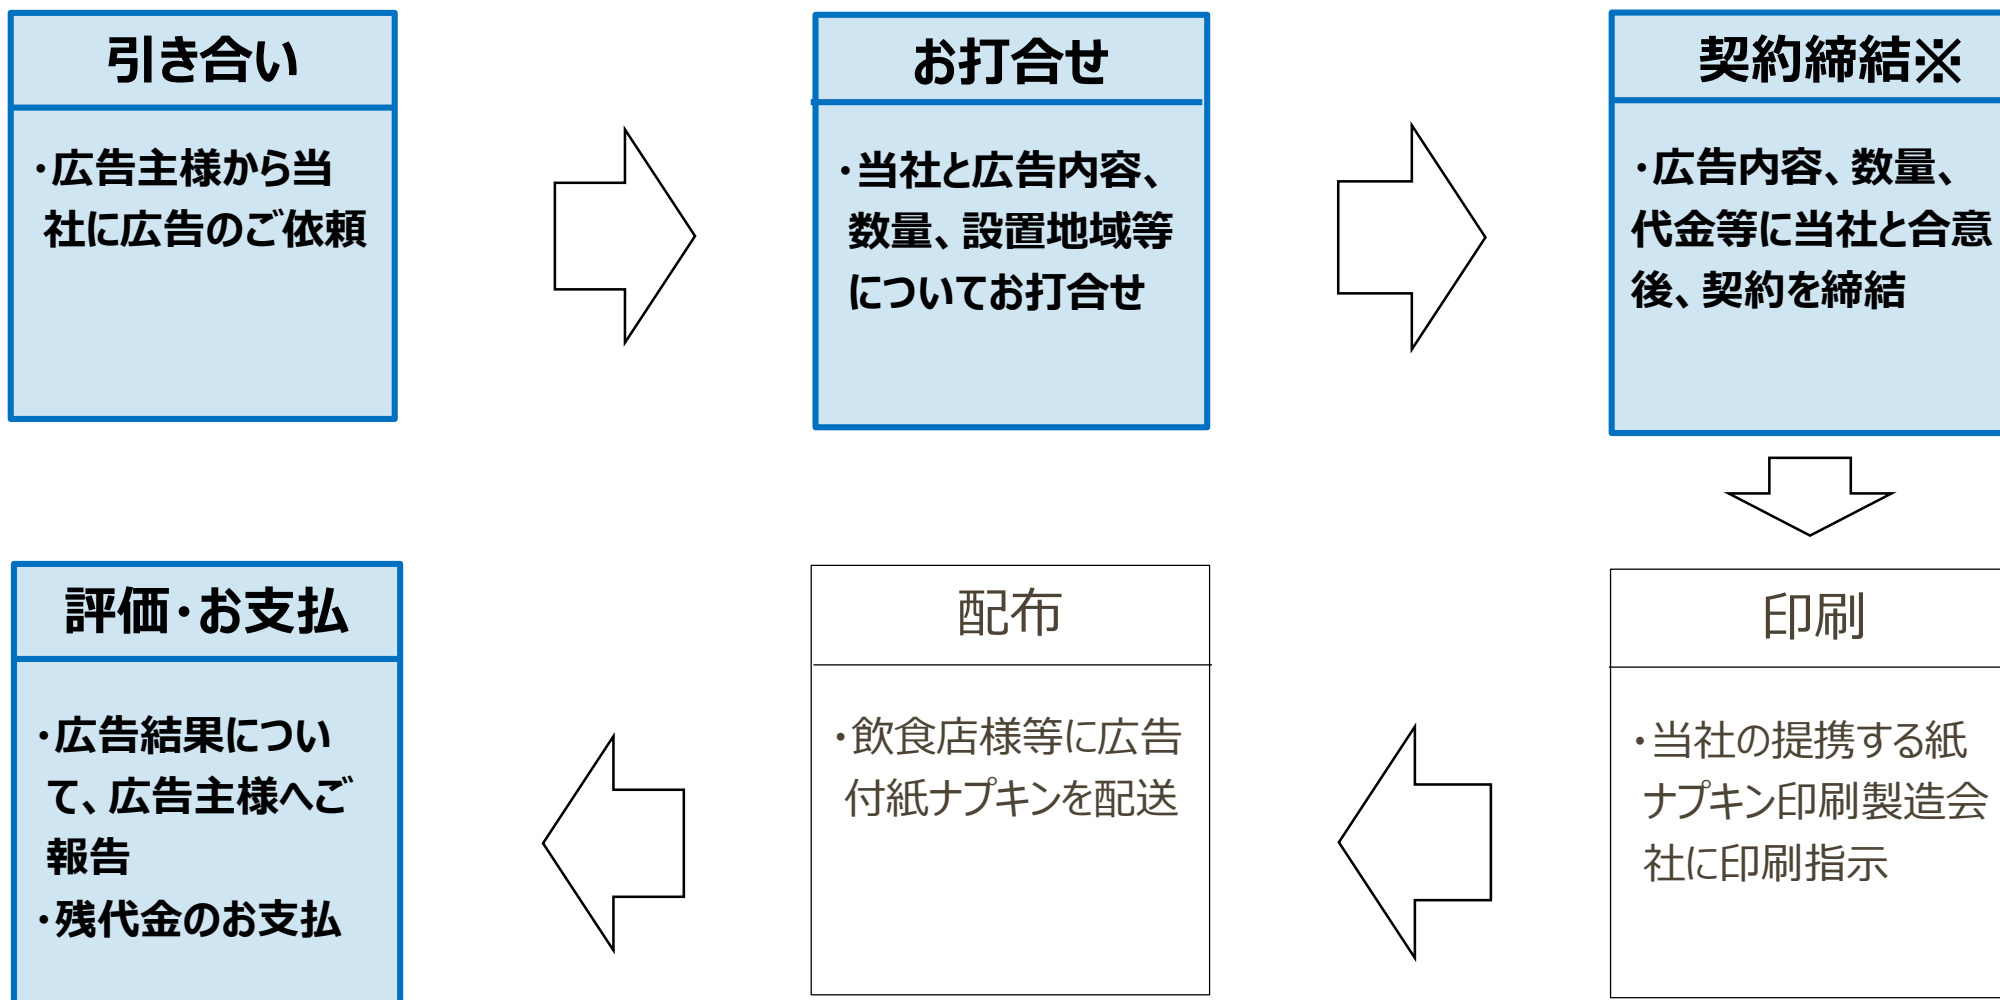 引き合い
・広告主様から当
社に広告のご依頼
お打合せ
・当社と広告内容、
数量、設置地域等
についてお打合せ
契約締結※
・広告内容、数量、
代金等に当社と合意
後、契約を締結
印刷
・当社の提携する紙
ナプキン印刷製造会
社に印刷指示
配布
・飲食店様等に広告
付紙ナプキンを配送
評価・お支払
・広告結果につい
て、広告主様へご
報告
・残代金のお支払